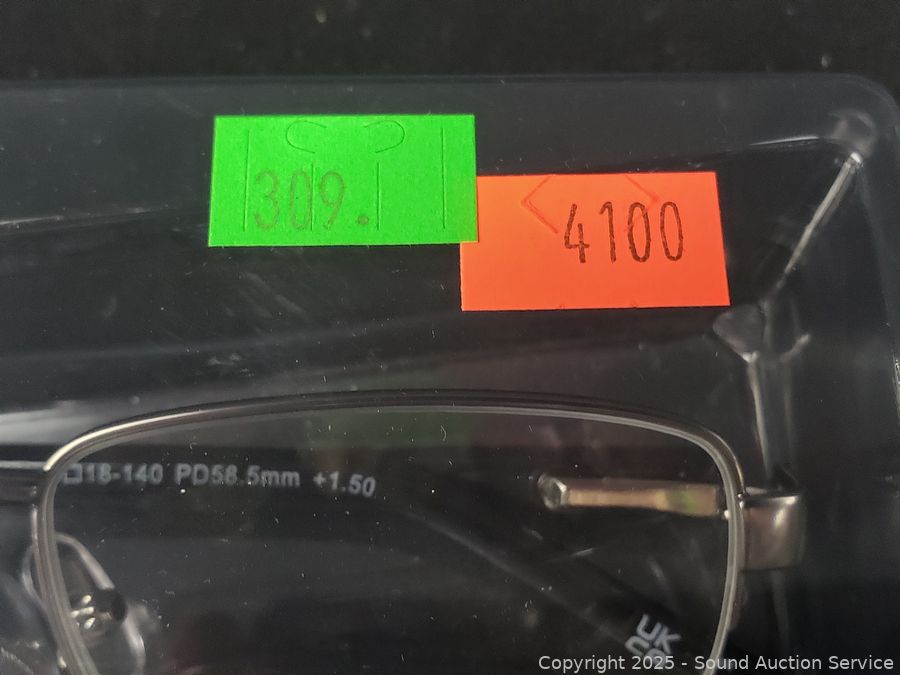 309.
4100
□18-140 PD58.5mm +1.50
UK
Copyright © 2025 - Sound Auction Service